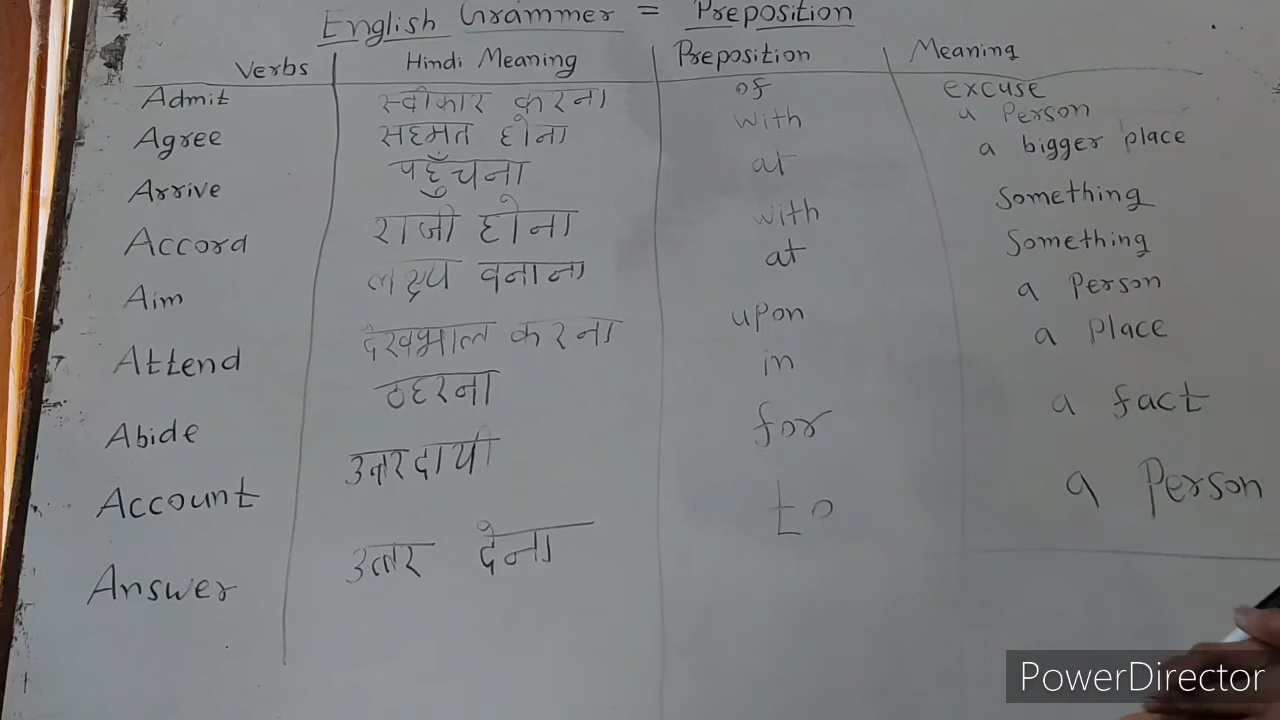 English Grammer = Preposition
Verbs Hindi Meaning Preposition Meaning
Admit स्वीकार करना of excuse
Agree सहमत होना with a Person
Arrive पहुँचना at a bigger place
Accord राजी होना with Something
Aim लक्ष्य वनाना at Something
Attend देखभाल करना upon a Person
Abide ठहरना in a Place
Account उत्तरदायी for a fact
Answer उत्तर देना to a Person
PowerDirector